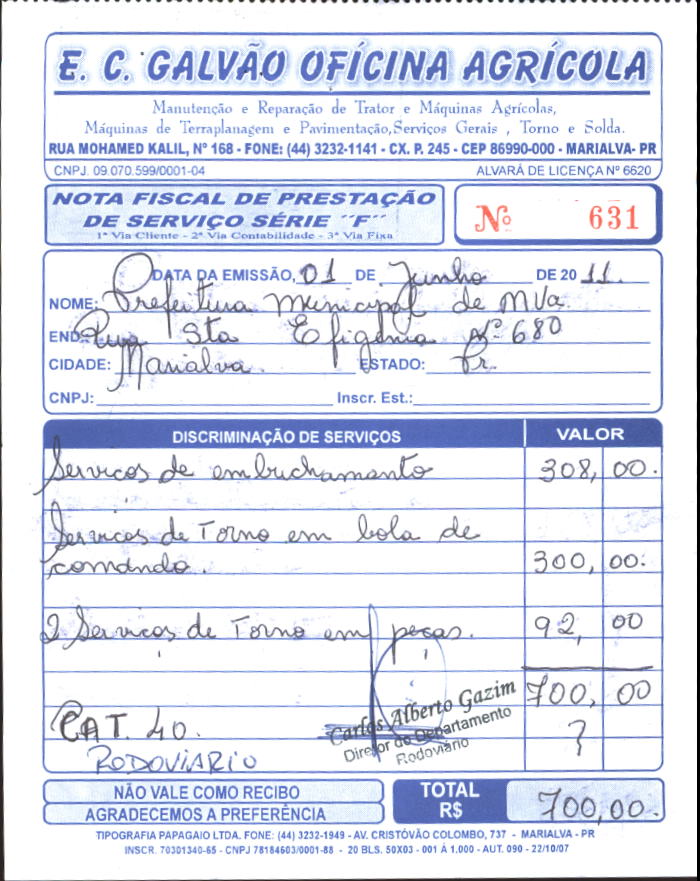 E. C. GALVÃO OFÍCINA AGRÍCOLA
Manutenção e Reparação de Trator e Máquinas Agrícolas,
Máquinas de Terraplanagem e Pavimentação,Serviços Gerais , Torno e Solda.
RUA MOHAMED KALIL, Nº 168 - FONE: (44) 3232-1141 - CX. P. 245 - CEP 86990-000 - MARIALVA- PR
CNPJ. 09.070.599/0001-04 ALVARÁ DE LICENÇA Nº 6620
NOTA FISCAL DE PRESTAÇÃO
DE SERVIÇO SÉRIE "F"
1ª Via Cliente - 2ª Via Contabilidade - 3ª Via Fixa
Nº 631
DATA DA EMISSÃO, 01 DE Junho DE 20 11.
NOME: Prefeitura Municipal de MVa
END: Rua Sta Efigênia Nº 680
CIDADE: Marialva. ESTADO: Pr.
CNPJ: Inscr. Est.:
DISCRIMINAÇÃO DE SERVIÇOS VALOR
Serviços de embuchamento 308, 00.
Serviços de Torno em bola de
comando. 300, 00.
2 Serviços de Torno em peças. 92, 00
700, 00
CAT. 40. ?
RODOVIÁRIO
Carlos Alberto Gazim
Diretor do Departamento
Rodoviário
NÃO VALE COMO RECIBO
AGRADECEMOS A PREFERÊNCIA
TOTAL
R$ 700,00.
TIPOGRAFIA PAPAGAIO LTDA. FONE: (44) 3232-1949 - AV. CRISTÓVÃO COLOMBO, 737 - MARIALVA - PR
INSCR. 70301340-65 - CNPJ 78184603/0001-88 - 20 BLS. 50X03 - 001 Á 1.000 - AUT. 090 - 22/10/07